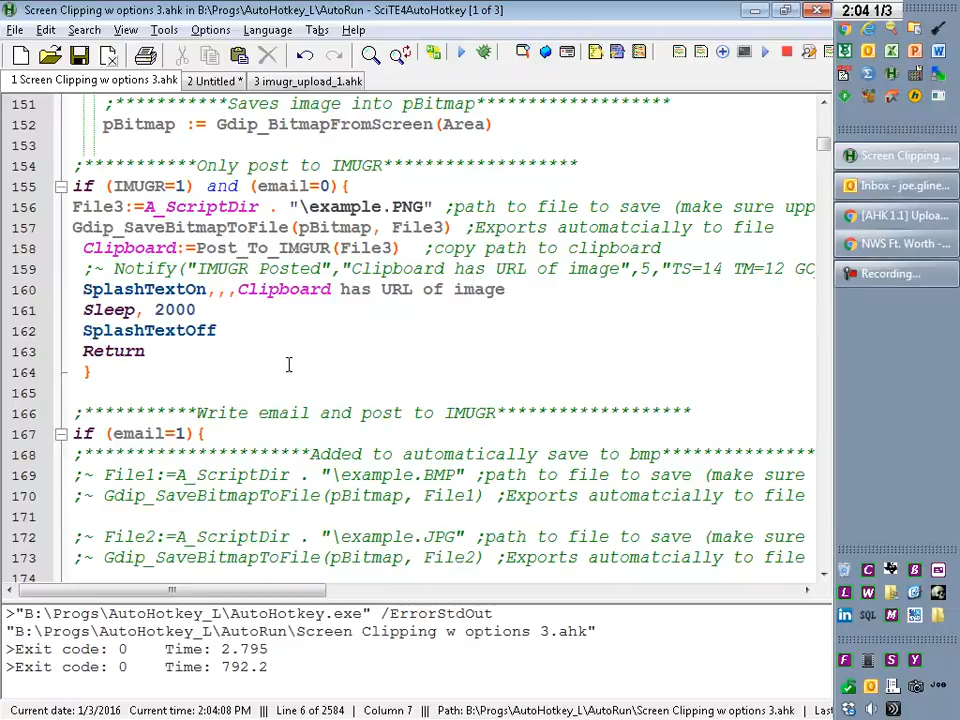 Screen Clipping with options 3.ahk in B:\Progs\AutoHotkey_L\AutoRun - SciTE4AutoHotkey [1 of 3]
2:04 1/3
File Edit Search View Tools Options Language Tabs Help
1 Screen Clipping with options 3.ahk 2 Untitled * 3 imugr_upload_1.ahk
151 ;***********Saves image into pBitmap*******************
152 pBitmap := Gdip_BitmapFromScreen(Area)
153
154 ;***********Only post to IMUGR*******************
155 if (IMUGR=1) and (email=0){
156 File3:=A_ScriptDir . "\example.PNG" ;path to file to save (make sure upp
157 Gdip_SaveBitmapToFile(pBitmap, File3) ;Exports automatcially to file
158 Clipboard:=Post_To_IMGUR(File3) ;copy path to clipboard
159 ;~ Notify("IMUGR Posted","Clipboard has URL of image",5,"TS=14 TM=12 GC
160 SplashTextOn,,,Clipboard has URL of image
161 Sleep, 2000
162 SplashTextOff
163 Return
164 }
165
166 ;***********Write email and post to IMUGR*******************
167 if (email=1){
168 ;**********************Added to automatically save to bmp***************
169 ;~ File1:=A_ScriptDir . "\example.BMP" ;path to file to save (make sure
170 ;~ Gdip_SaveBitmapToFile(pBitmap, File1) ;Exports automatcially to file
171
172 ;~ File2:=A_ScriptDir . "\example.JPG" ;path to file to save (make sure
173 ;~ Gdip_SaveBitmapToFile(pBitmap, File2) ;Exports automatcially to file
174
Screen Clipping ...
Inbox - joe.gline...
[AHK 1.1] Uploa...
NWS Ft. Worth - ...
Recording...
>"B:\Progs\AutoHotkey_L\AutoHotkey.exe" /ErrorStdOut
"B:\Progs\AutoHotkey_L\AutoRun\Screen Clipping w options 3.ahk"
>Exit code: 0 Time: 2.795
>Exit code: 0 Time: 792.2
Current date: 1/3/2016 ||| Current time: 2:04:08 PM ||| Line 6 of 2584 ||| Column 7 ||| Path: B:\Progs\AutoHotkey_L\AutoRun\Screen Clipping w options 3.ahk ||| Las